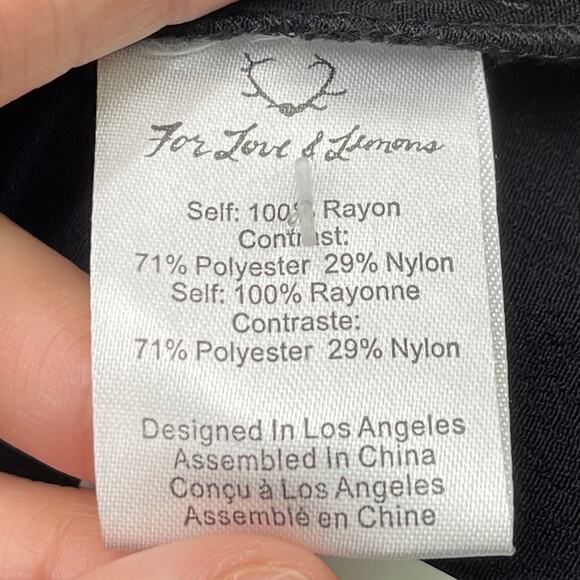 For Love & Lemons
Self: 100% Rayon
Contrast:
71% Polyester 29% Nylon
Self: 100% Rayonne
Contraste:
71% Polyester 29% Nylon
Designed In Los Angeles
Assembled In China
Conçu à Los Angeles
Assemblé en Chine